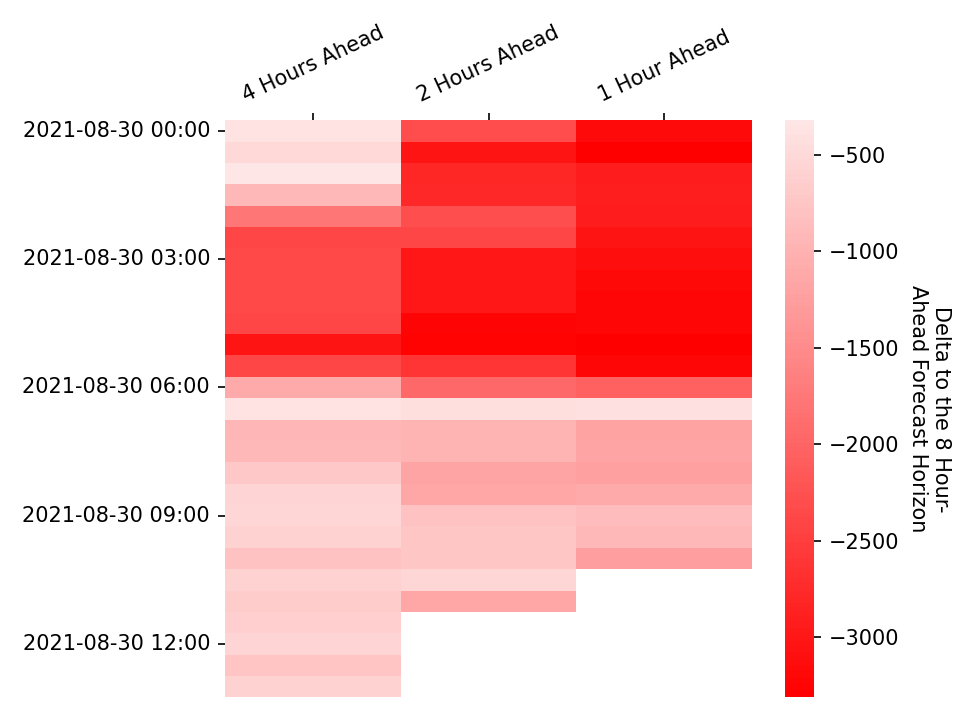 4 Hours Ahead
2 Hours Ahead
1 Hour Ahead
2021-08-30 00:00
2021-08-30 03:00
2021-08-30 06:00
2021-08-30 09:00
2021-08-30 12:00
−500
−1000
−1500
−2000
−2500
−3000
Delta to the 8 Hour-
Ahead Forecast Horizon